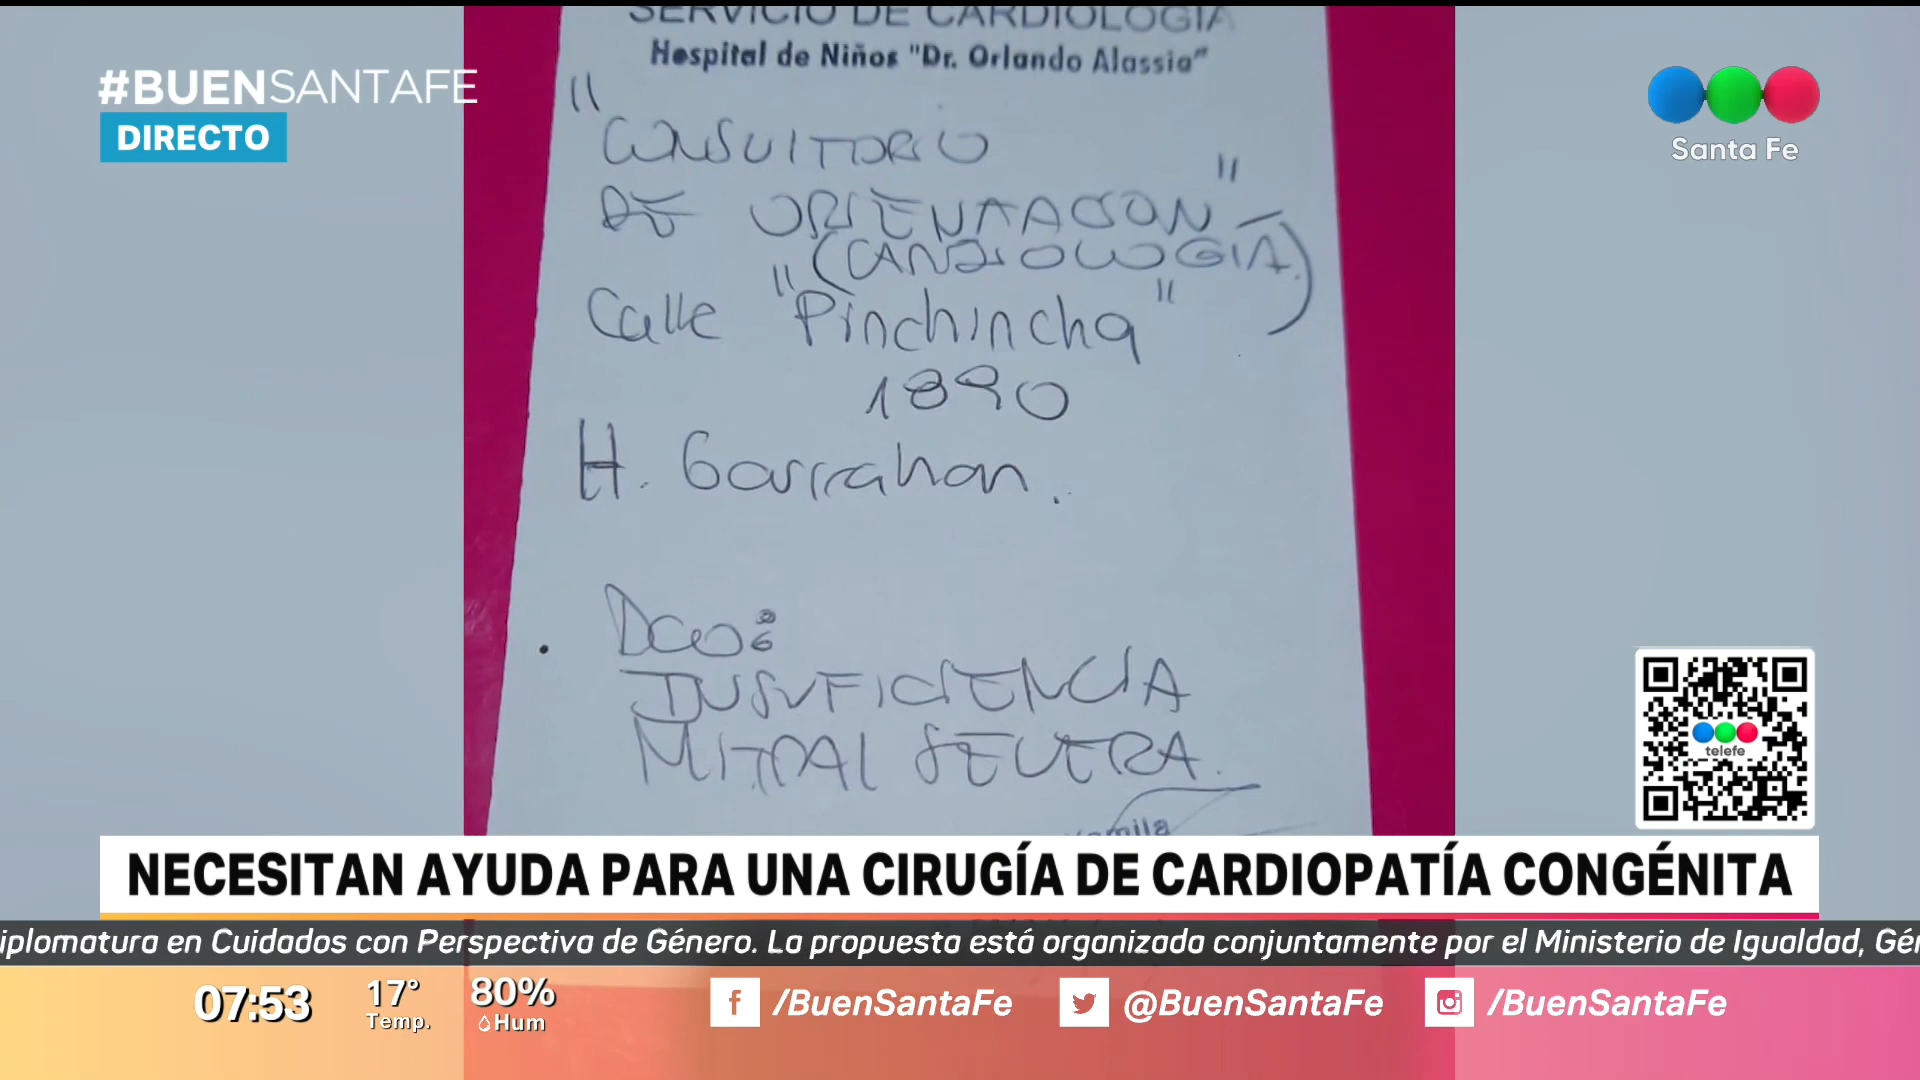 SERVICIO DE CARDIOLOGÍA
Hospital de Niños "Dr. Orlando Alassia"
#BUENSANTAFE
DIRECTO
Santa Fe
"CONSULTORIO
DE ORIENTACION"
(CARDIOLOGIA)
Calle "Pinchincha"
1890
H. Garrahan.
Dco:
INSUFICIENCIA
MITRAL SEVERA.
telefe
NECESITAN AYUDA PARA UNA CIRUGÍA DE CARDIOPATÍA CONGÉNITA
iplomatura en Cuidados con Perspectiva de Género. La propuesta está organizada conjuntamente por el Ministerio de Igualdad, Gén
07:53
17° Temp.
80% Hum
/BuenSantaFe
@BuenSantaFe
/BuenSantaFe